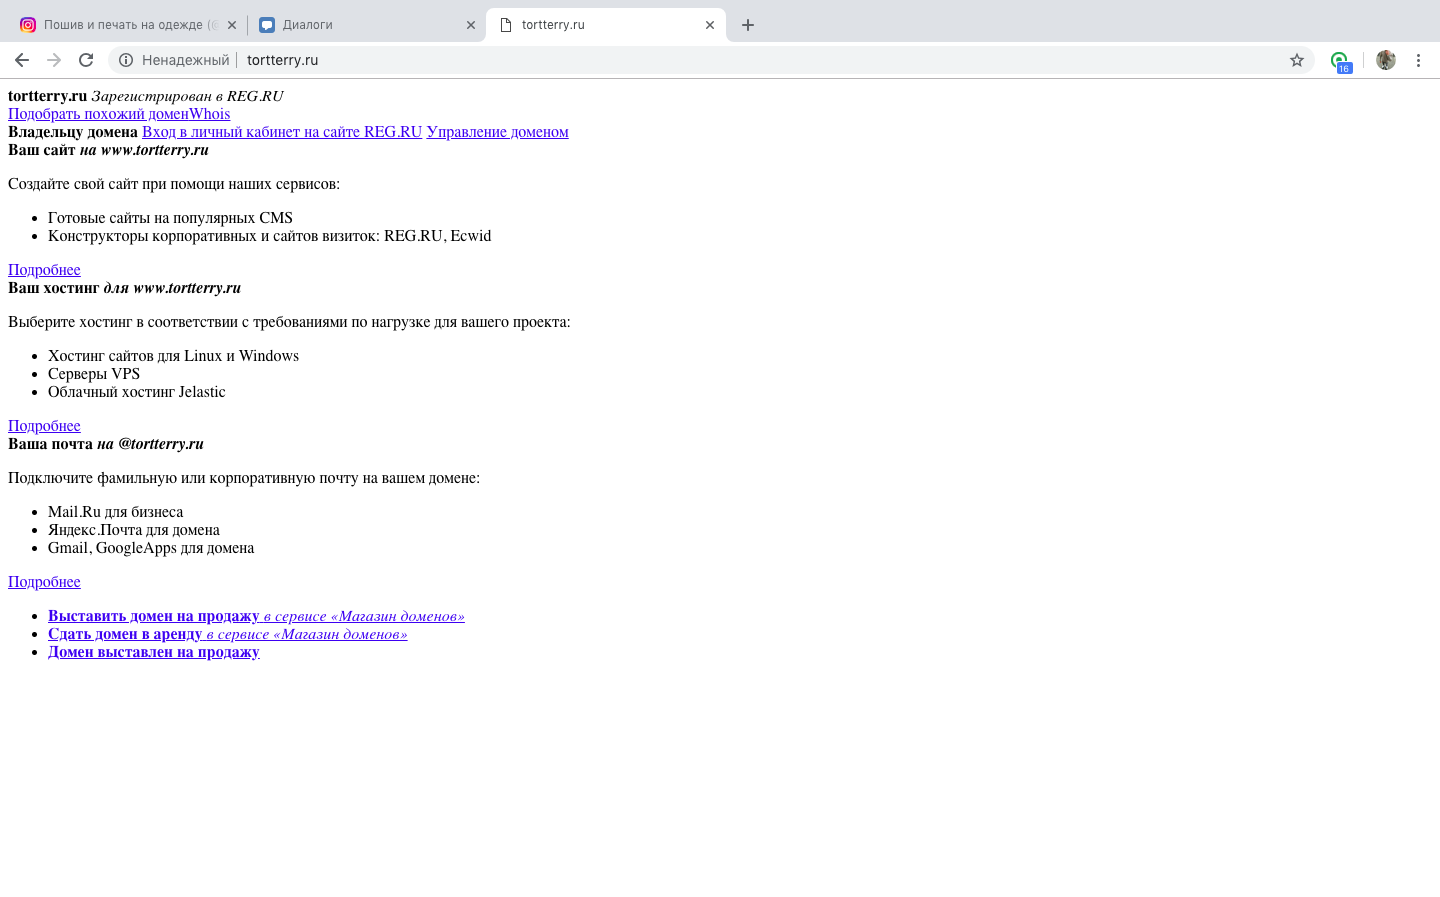 Пошив и печать на одежде (@
Диалоги
tortterry.ru
Ненадежный
tortterry.ru
16
tortterry.ru Зарегистрирован в REG.RU
Подобрать похожий доменWhois
Владельцу домена Вход в личный кабинет на сайте REG.RU Управление доменом
Ваш сайт на www.tortterry.ru
Создайте свой сайт при помощи наших сервисов:
Готовые сайты на популярных CMS
Конструкторы корпоративных и сайтов визиток: REG.RU, Ecwid
Подробнее
Ваш хостинг для www.tortterry.ru
Выберите хостинг в соответствии с требованиями по нагрузке для вашего проекта:
Хостинг сайтов для Linux и Windows
Серверы VPS
Облачный хостинг Jelastic
Подробнее
Ваша почта на @tortterry.ru
Подключите фамильную или корпоративную почту на вашем домене:
Mail.Ru для бизнеса
Яндекс.Почта для домена
Gmail, GoogleApps для домена
Подробнее
Выставить домен на продажу в сервисе «Магазин доменов»
Сдать домен в аренду в сервисе «Магазин доменов»
Домен выставлен на продажу